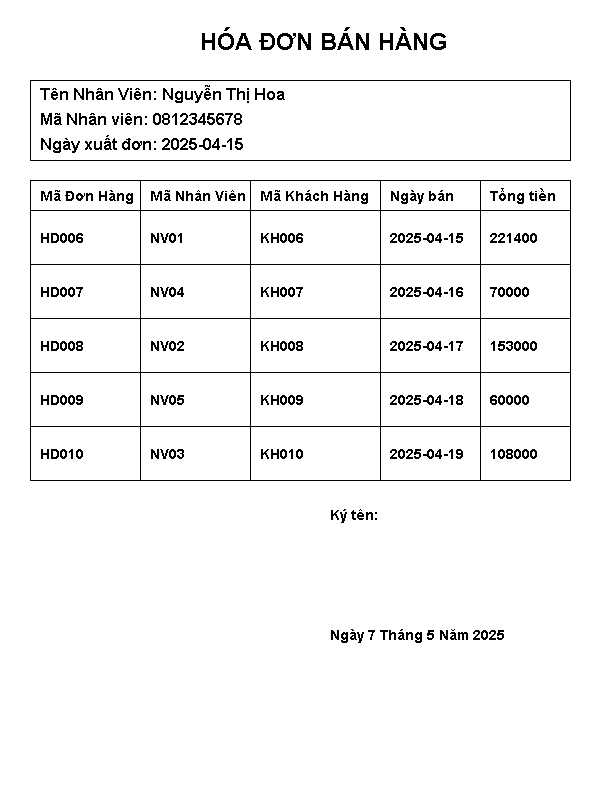 HÓA ĐƠN BÁN HÀNG
Tên Nhân Viên: Nguyễn Thị Hoa
Mã Nhân viên: 0812345678
Ngày xuất đơn: 2025-04-15
Mã Đơn Hàng Mã Nhân Viên Mã Khách Hàng Ngày bán Tổng tiền
HD006 NV01 KH006 2025-04-15 221400
HD007 NV04 KH007 2025-04-16 70000
HD008 NV02 KH008 2025-04-17 153000
HD009 NV05 KH009 2025-04-18 60000
HD010 NV03 KH010 2025-04-19 108000
Ký tên:
Ngày 7 Tháng 5 Năm 2025